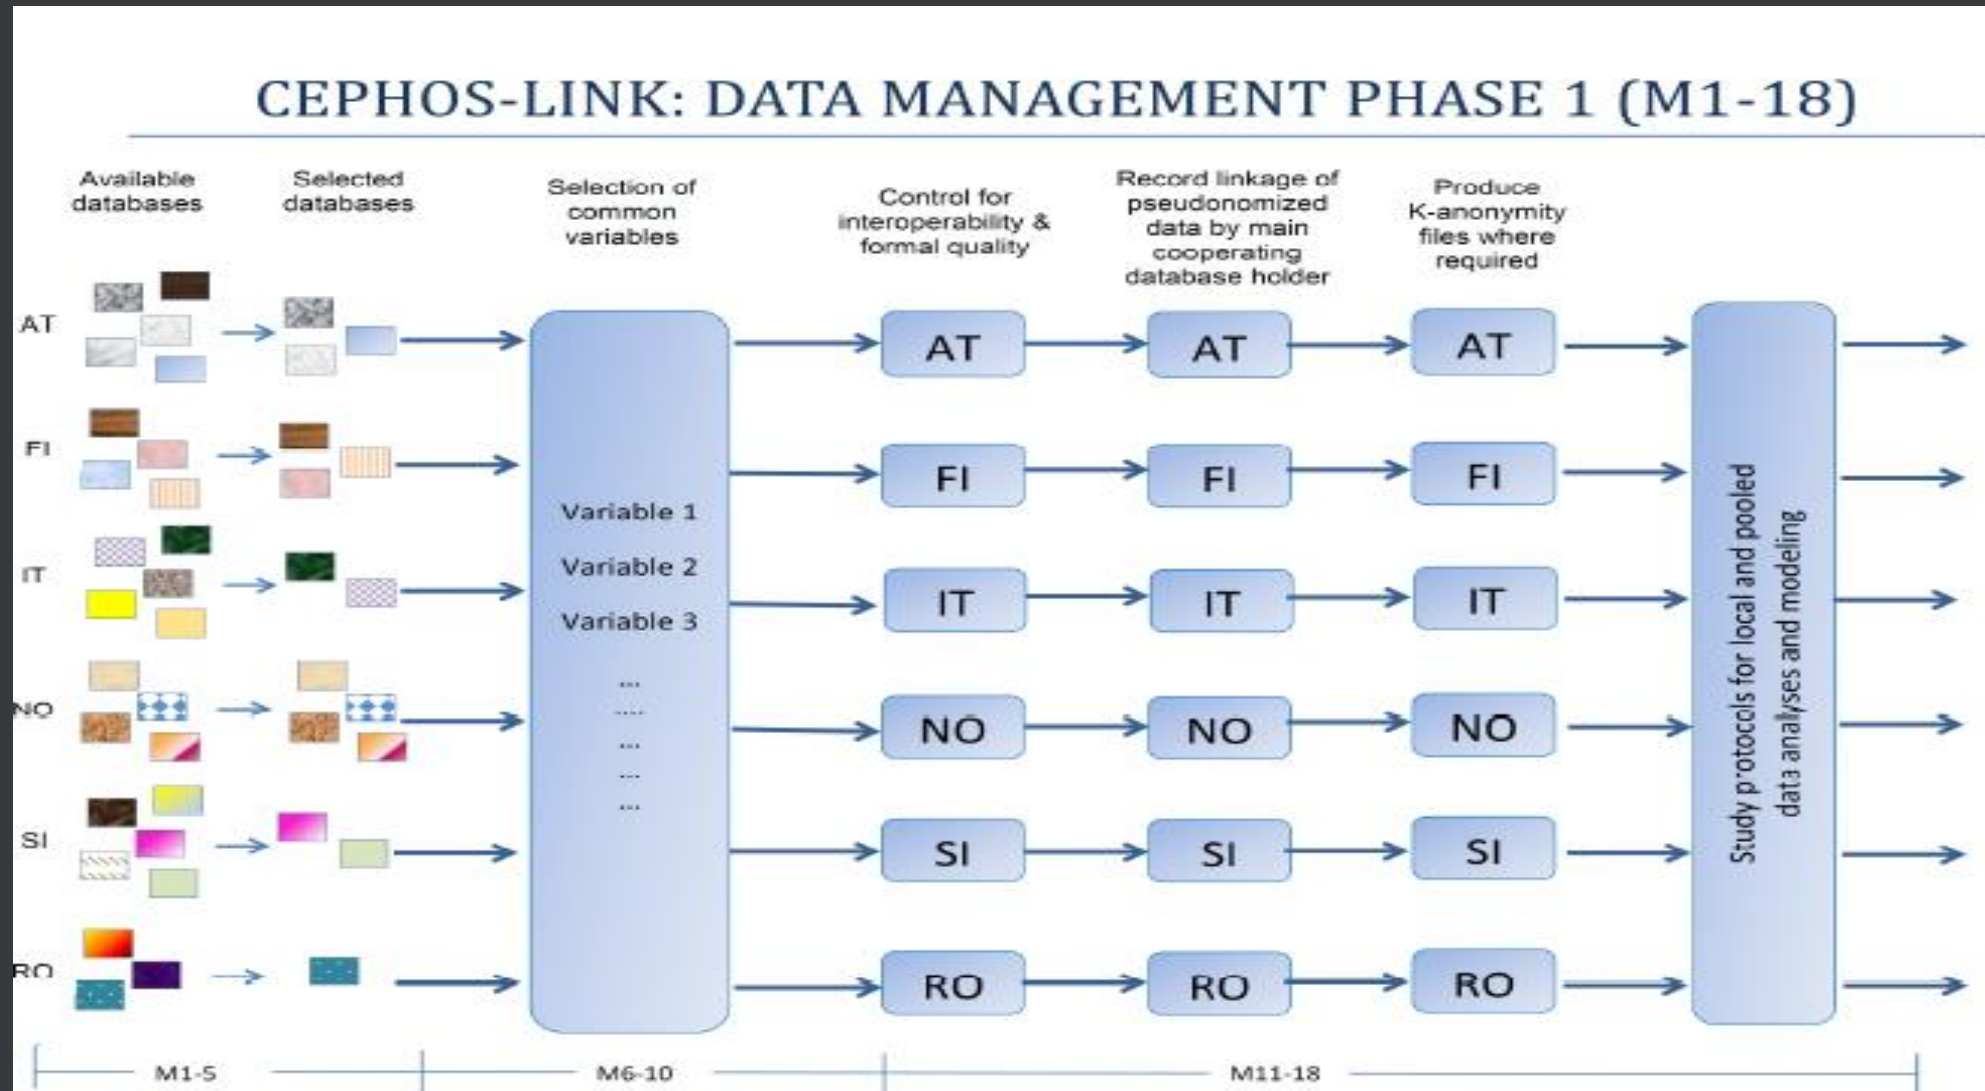 CEPHOS-LINK: DATA MANAGEMENT PHASE 1 (M1-18)
Available
databases
Selected
databases
Selection of
common
variables
Control for
interoperability &
formal quality
Record linkage of
pseudonomized
data by main
cooperating
database holder
Produce
K-anonymity
files where
required
AT
AT
AT
AT
FI
FI
FI
FI
Variable 1
Variable 2
Variable 3
...
....
...
...
...
IT
IT
IT
IT
NO
NO
NO
NO
SI
SI
SI
SI
RO
RO
RO
RO
Study protocols for local and pooled
data analyses and modeling
M1-5
M6-10
M11-18